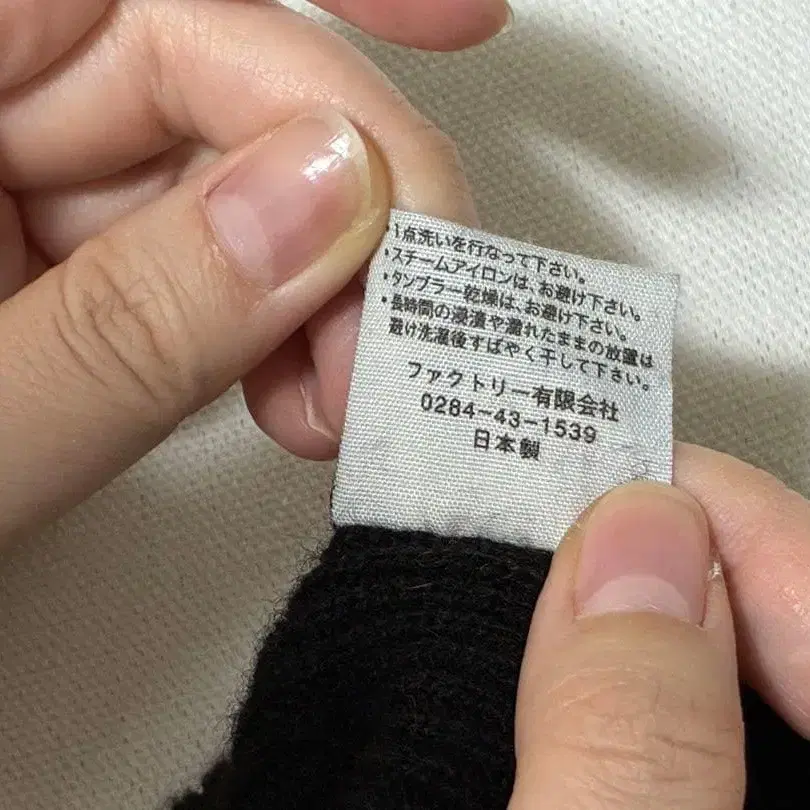 ・1点洗いを行なって下さい。
・スチームアイロンは、お避け下さい。
・タンブラー乾燥は、お避け下さい。
・長時間の浸漬や濡れたままの放置は
避け洗濯後すばやく干して下さい。
ファクトリー有限会社
0284-43-1539
日本製